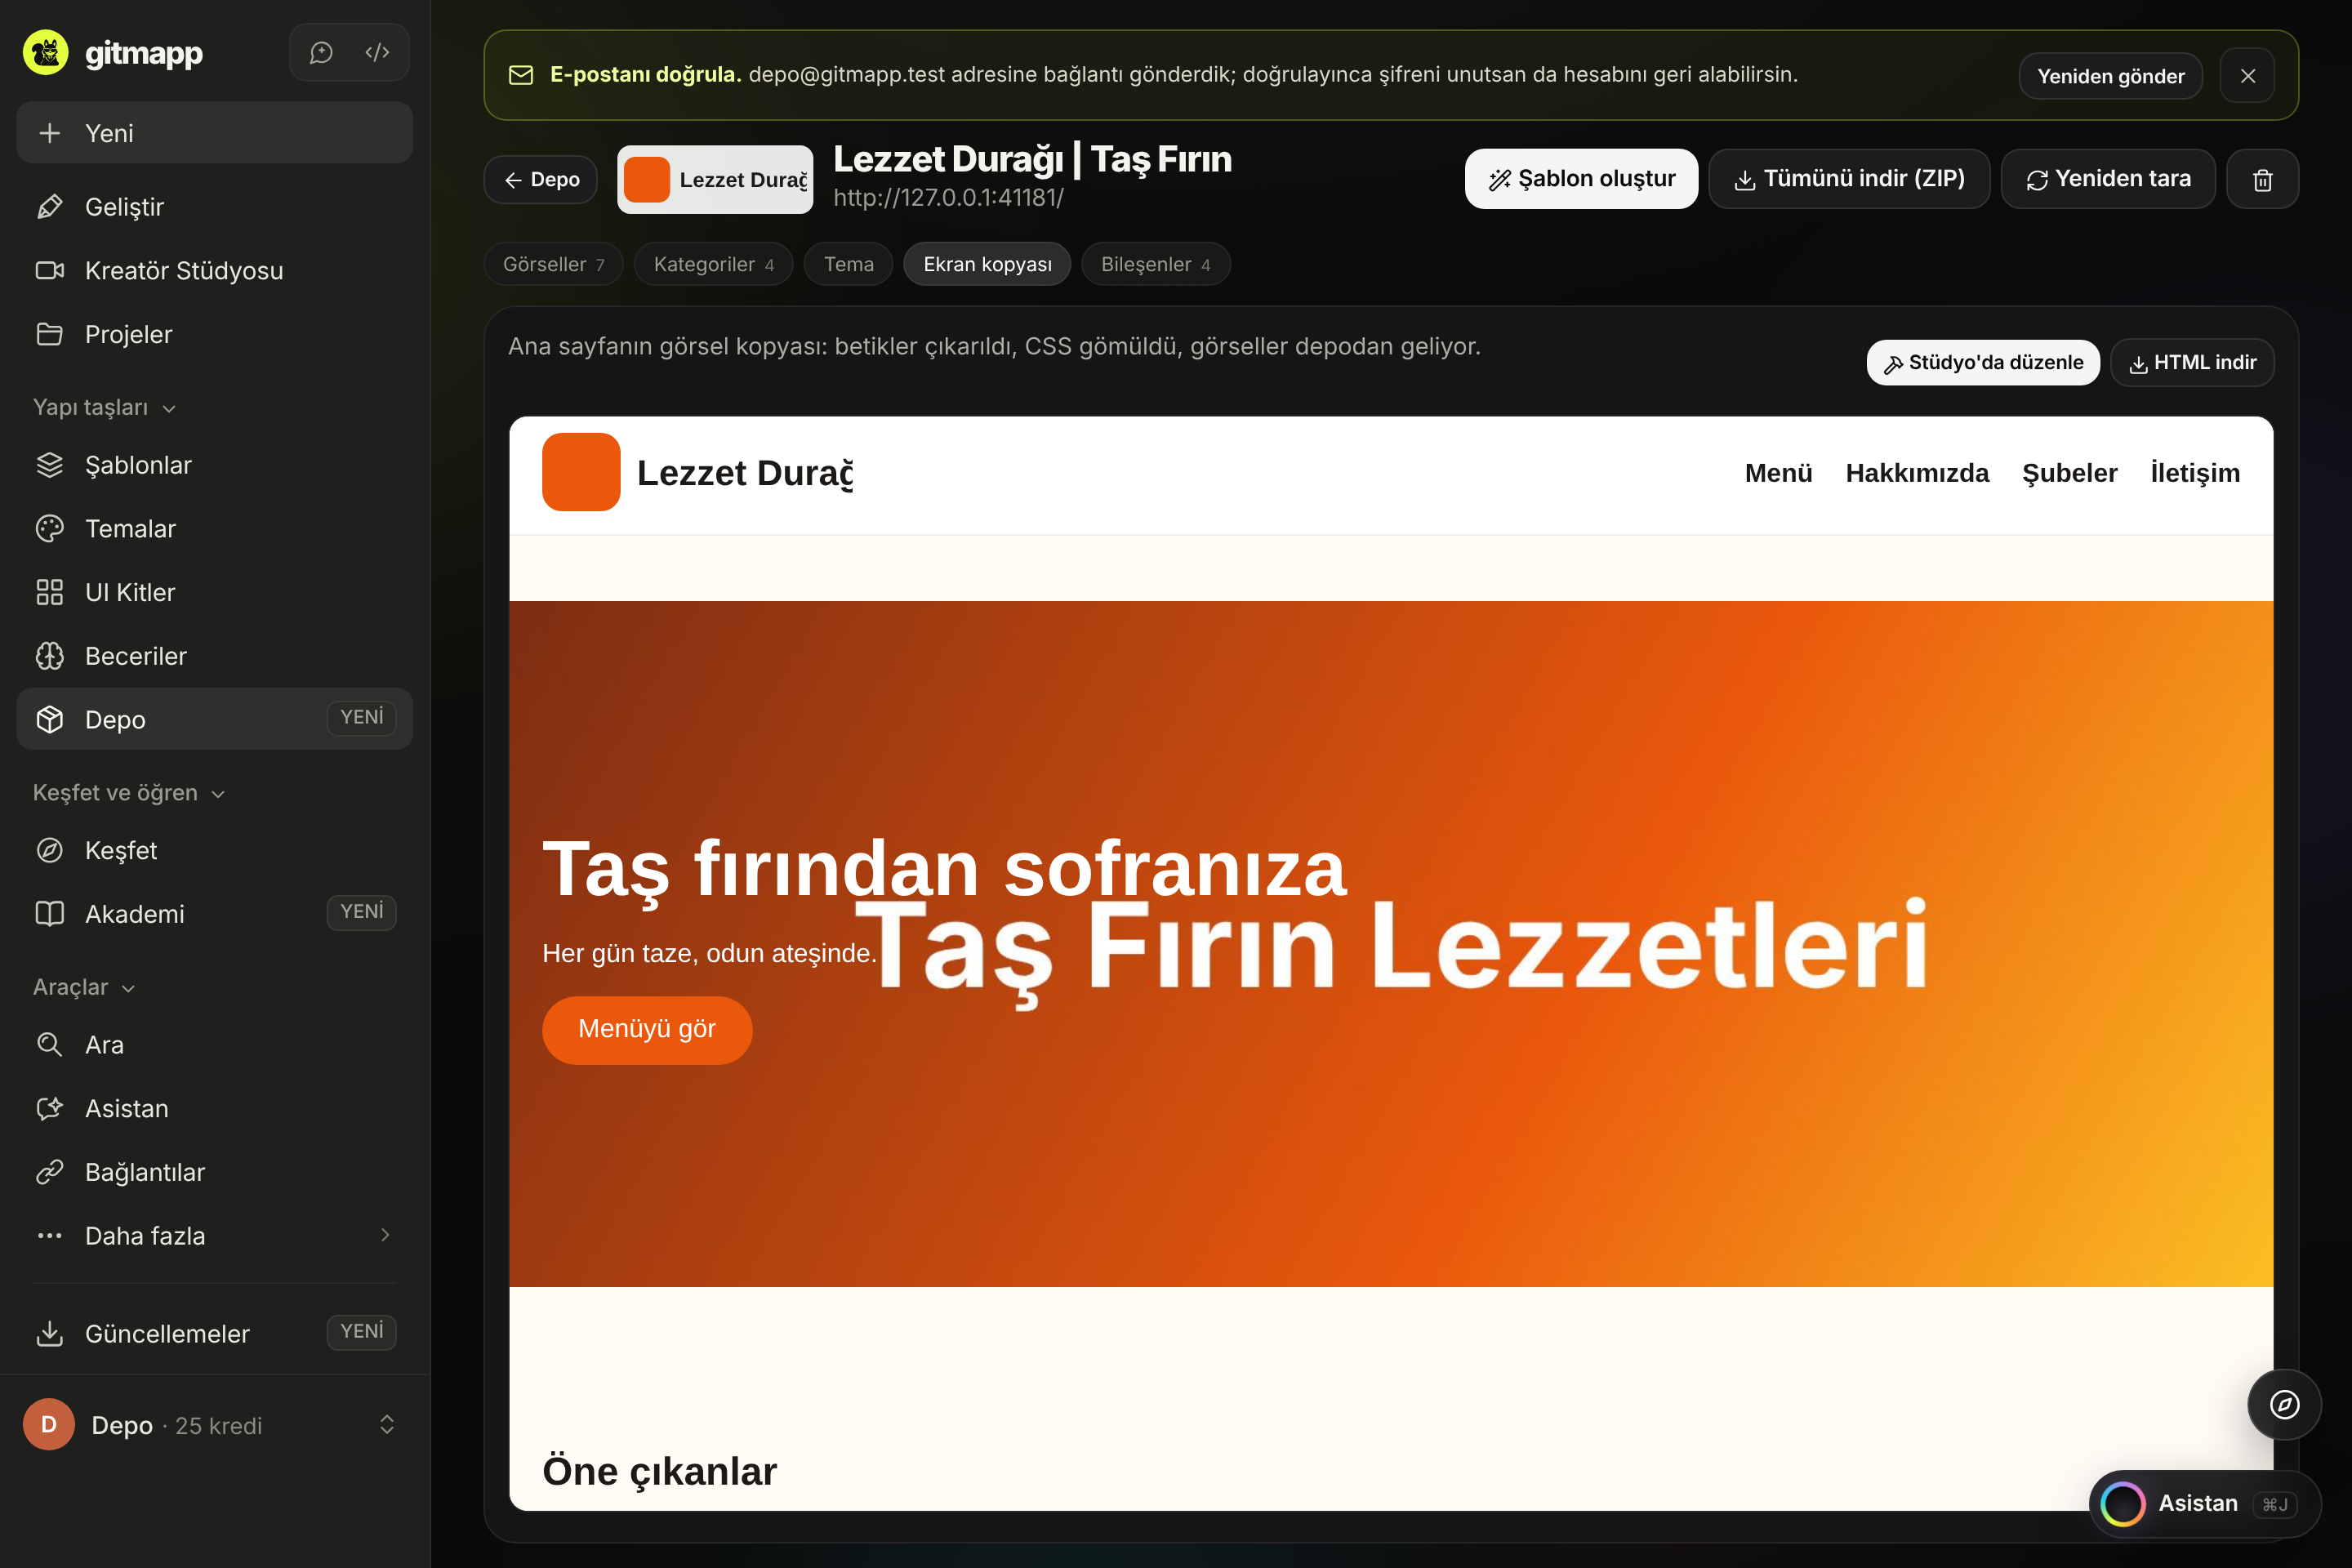 gitmapp
Yeni
Geliştir
Kreatör Stüdyosu
Projeler
Yapı taşları
Şablonlar
Temalar
UI Kitler
Beceriler
Depo YENİ
Keşfet ve öğren
Keşfet
Akademi YENİ
Araçlar
Ara
Asistan
Bağlantılar
Daha fazla
Güncellemeler YENİ
D Depo · 25 kredi
E-postanı doğrula. depo@gitmapp.test adresine bağlantı gönderdik; doğrulayınca şifreni unutsan da hesabını geri alabilirsin. Yeniden gönder
Depo
Lezzet Durağ
Lezzet Durağı | Taş Fırın
http://127.0.0.1:41181/
Şablon oluştur Tümünü indir (ZIP) Yeniden tara
Görseller 7 Kategoriler 4 Tema Ekran kopyası Bileşenler 4
Ana sayfanın görsel kopyası: betikler çıkarıldı, CSS gömüldü, görseller depodan geliyor.
Stüdyo'da düzenle HTML indir
Lezzet Durağ
Menü Hakkımızda Şubeler İletişim
Taş fırından sofranıza
Taş Fırın Lezzetleri
Her gün taze, odun ateşinde.
Menüyü gör
Öne çıkanlar
Asistan ⌘J